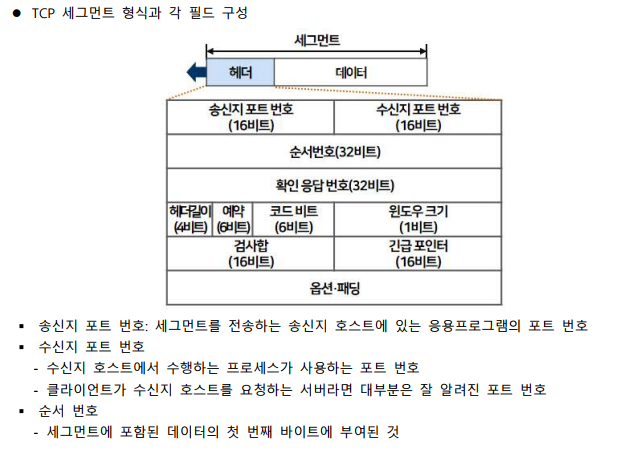 ● TCP 세그먼트 형식과 각 필드 구성
세그먼트
헤더 데이터
송신지 포트 번호 수신지 포트 번호
(16비트) (16비트)
순서번호(32비트)
확인 응답 번호(32비트)
헤더길이 예약 코드 비트 윈도우 크기
(4비트) (6비트) (6비트) (1비트)
검사합 긴급 포인터
(16비트) (16비트)
옵션·패딩
▪ 송신지 포트 번호: 세그먼트를 전송하는 송신지 호스트에 있는 응용프로그램의 포트 번호
▪ 수신지 포트 번호
- 수신지 호스트에서 수행하는 프로세스가 사용하는 포트 번호
- 클라이언트가 수신지 호스트를 요청하는 서버라면 대부분은 잘 알려진 포트 번호
▪ 순서 번호
- 세그먼트에 포함된 데이터의 첫 번째 바이트에 부여된 것